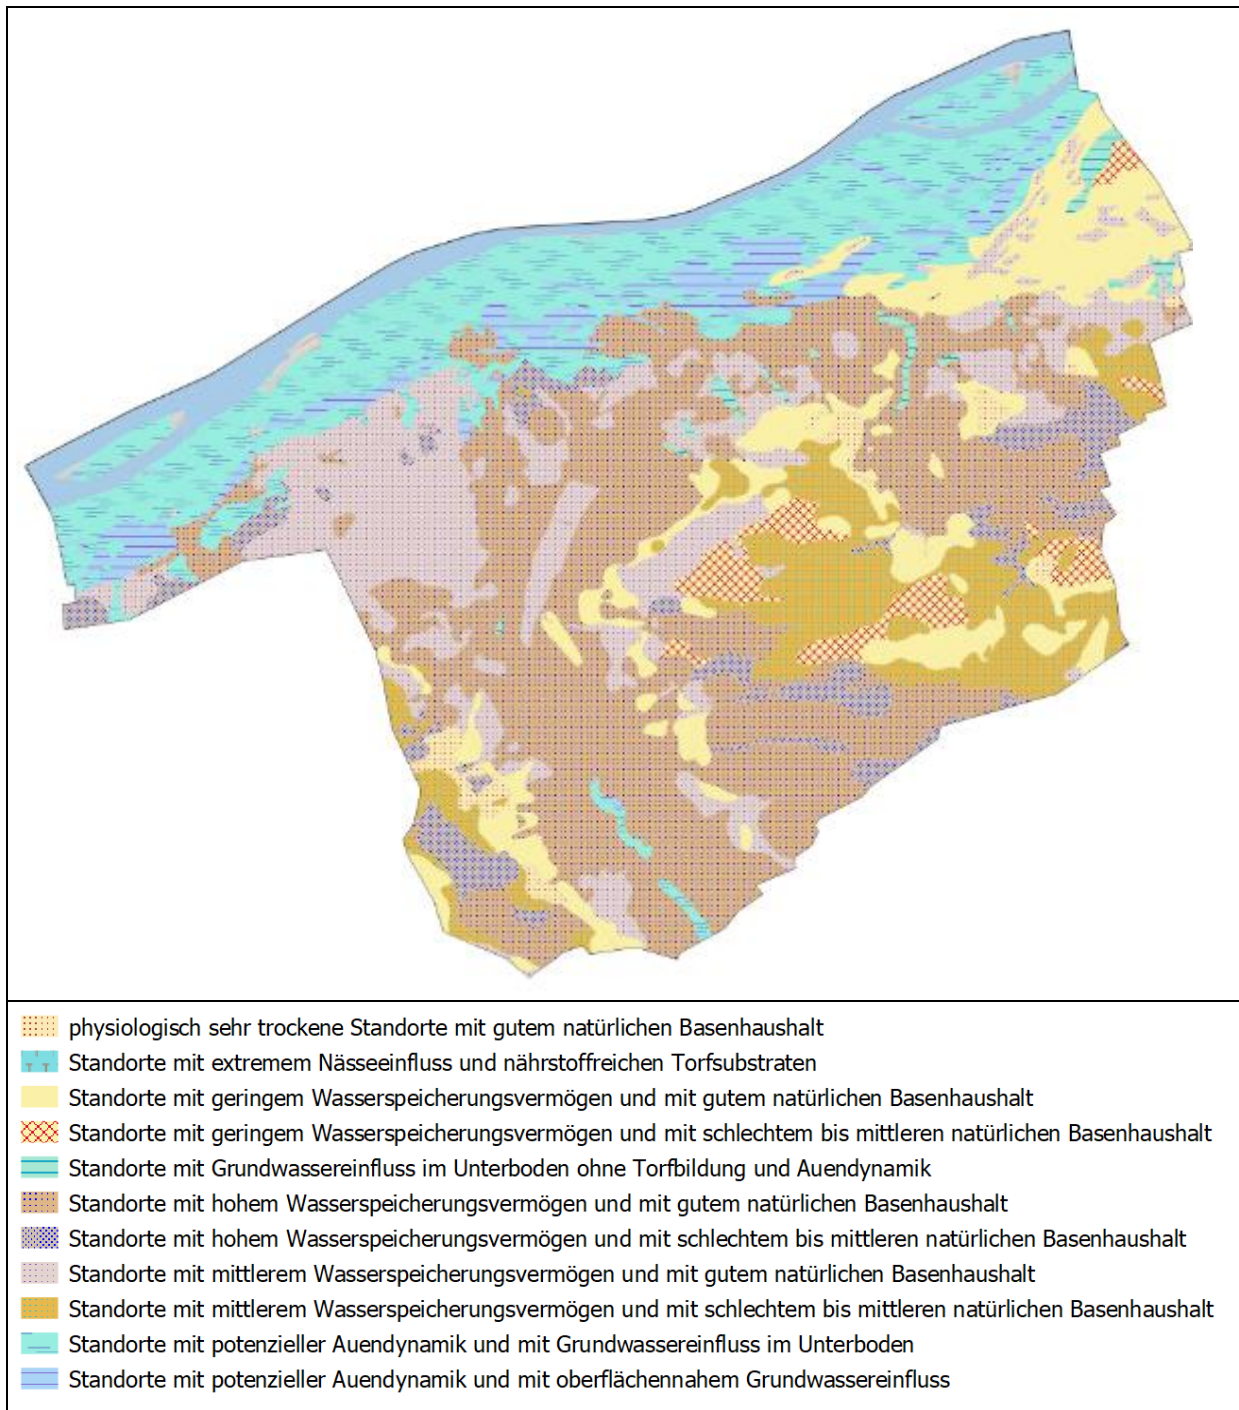 physiologisch sehr trockene Standorte mit gutem natürlichen Basenhaushalt
Standorte mit extremem Nässeeinfluss und nährstoffreichen Torfsubstraten
Standorte mit geringem Wasserspeicherungsvermögen und mit gutem natürlichen Basenhaushalt
Standorte mit geringem Wasserspeicherungsvermögen und mit schlechtem bis mittleren natürlichen Basenhaushalt
Standorte mit Grundwassereinfluss im Unterboden ohne Torfbildung und Auendynamik
Standorte mit hohem Wasserspeicherungsvermögen und mit gutem natürlichen Basenhaushalt
Standorte mit hohem Wasserspeicherungsvermögen und mit schlechtem bis mittleren natürlichen Basenhaushalt
Standorte mit mittlerem Wasserspeicherungsvermögen und mit gutem natürlichen Basenhaushalt
Standorte mit mittlerem Wasserspeicherungsvermögen und mit schlechtem bis mittleren natürlichen Basenhaushalt
Standorte mit potenzieller Auendynamik und mit Grundwassereinfluss im Unterboden
Standorte mit potenzieller Auendynamik und mit oberflächennahem Grundwassereinfluss